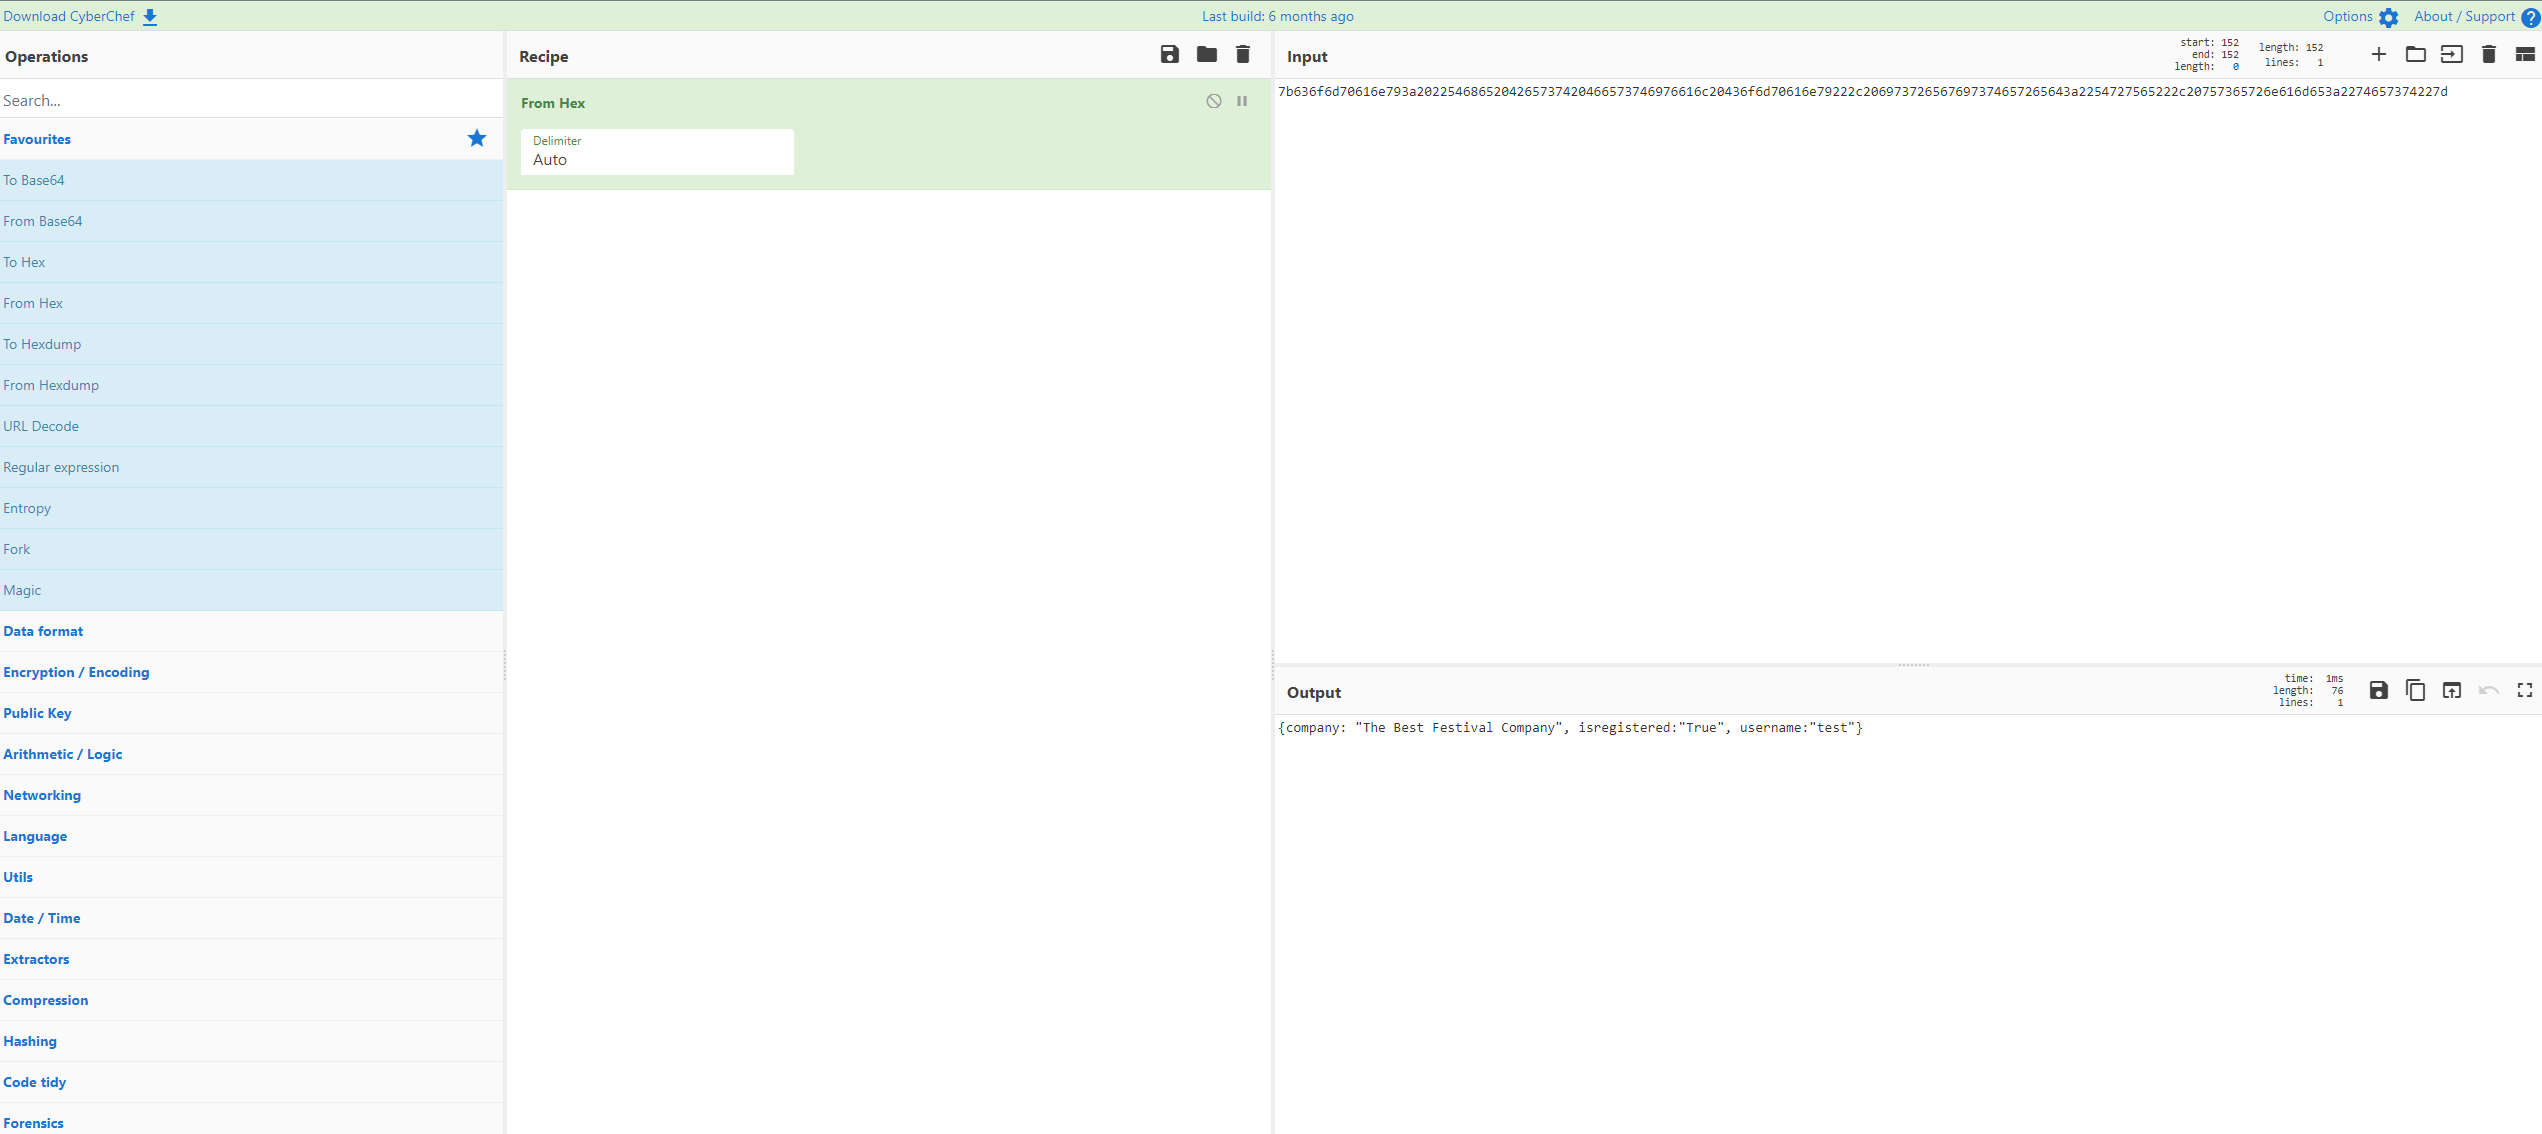 Download CyberChef
Last build: 6 months ago
Options
About / Support
Operations
Search...
Favourites
To Base64
From Base64
To Hex
From Hex
To Hexdump
From Hexdump
URL Decode
Regular expression
Entropy
Fork
Magic
Data format
Encryption / Encoding
Public Key
Arithmetic / Logic
Networking
Language
Utils
Date / Time
Extractors
Compression
Hashing
Code tidy
Forensics
Recipe
From Hex
Delimiter
Auto
Input
start: 152
end: 152
length: 0
length: 152
lines: 1
7b636f6d70616e793a2022546865204265737420466573746976616c20436f6d70616e79222c206973726567697374657265643a2254727565222c20757365726e616d653a2274657374227d
Output
time: 1ms
length: 76
lines: 1
{company: "The Best Festival Company", isregistered:"True", username:"test"}